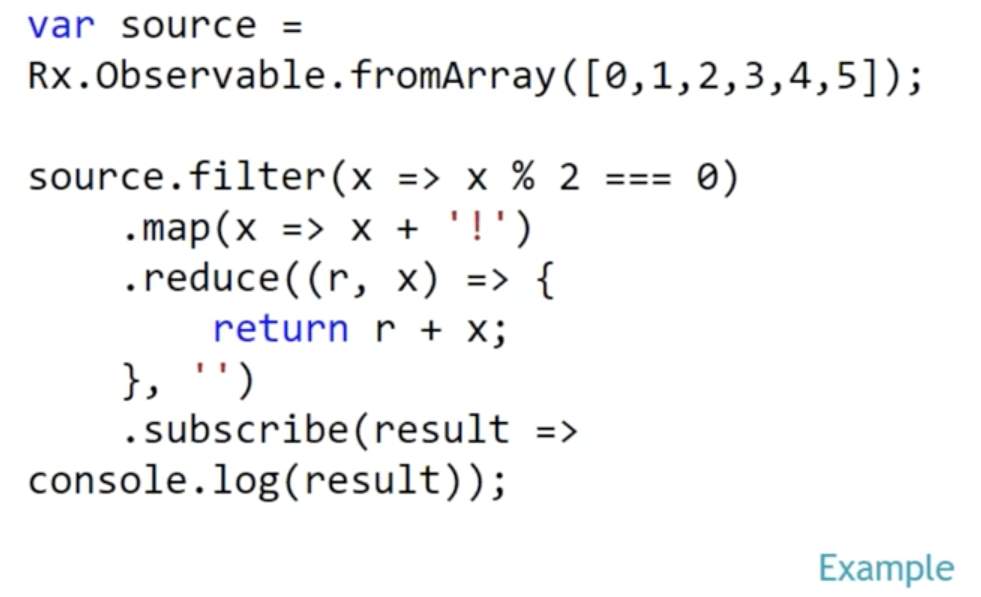 var source =
Rx.Observable.fromArray([0,1,2,3,4,5]);
source.filter(x => x % 2 === 0)
.map(x => x + '!')
.reduce((r, x) => {
return r + x;
}, '')
.subscribe(result =>
console.log(result));
Example